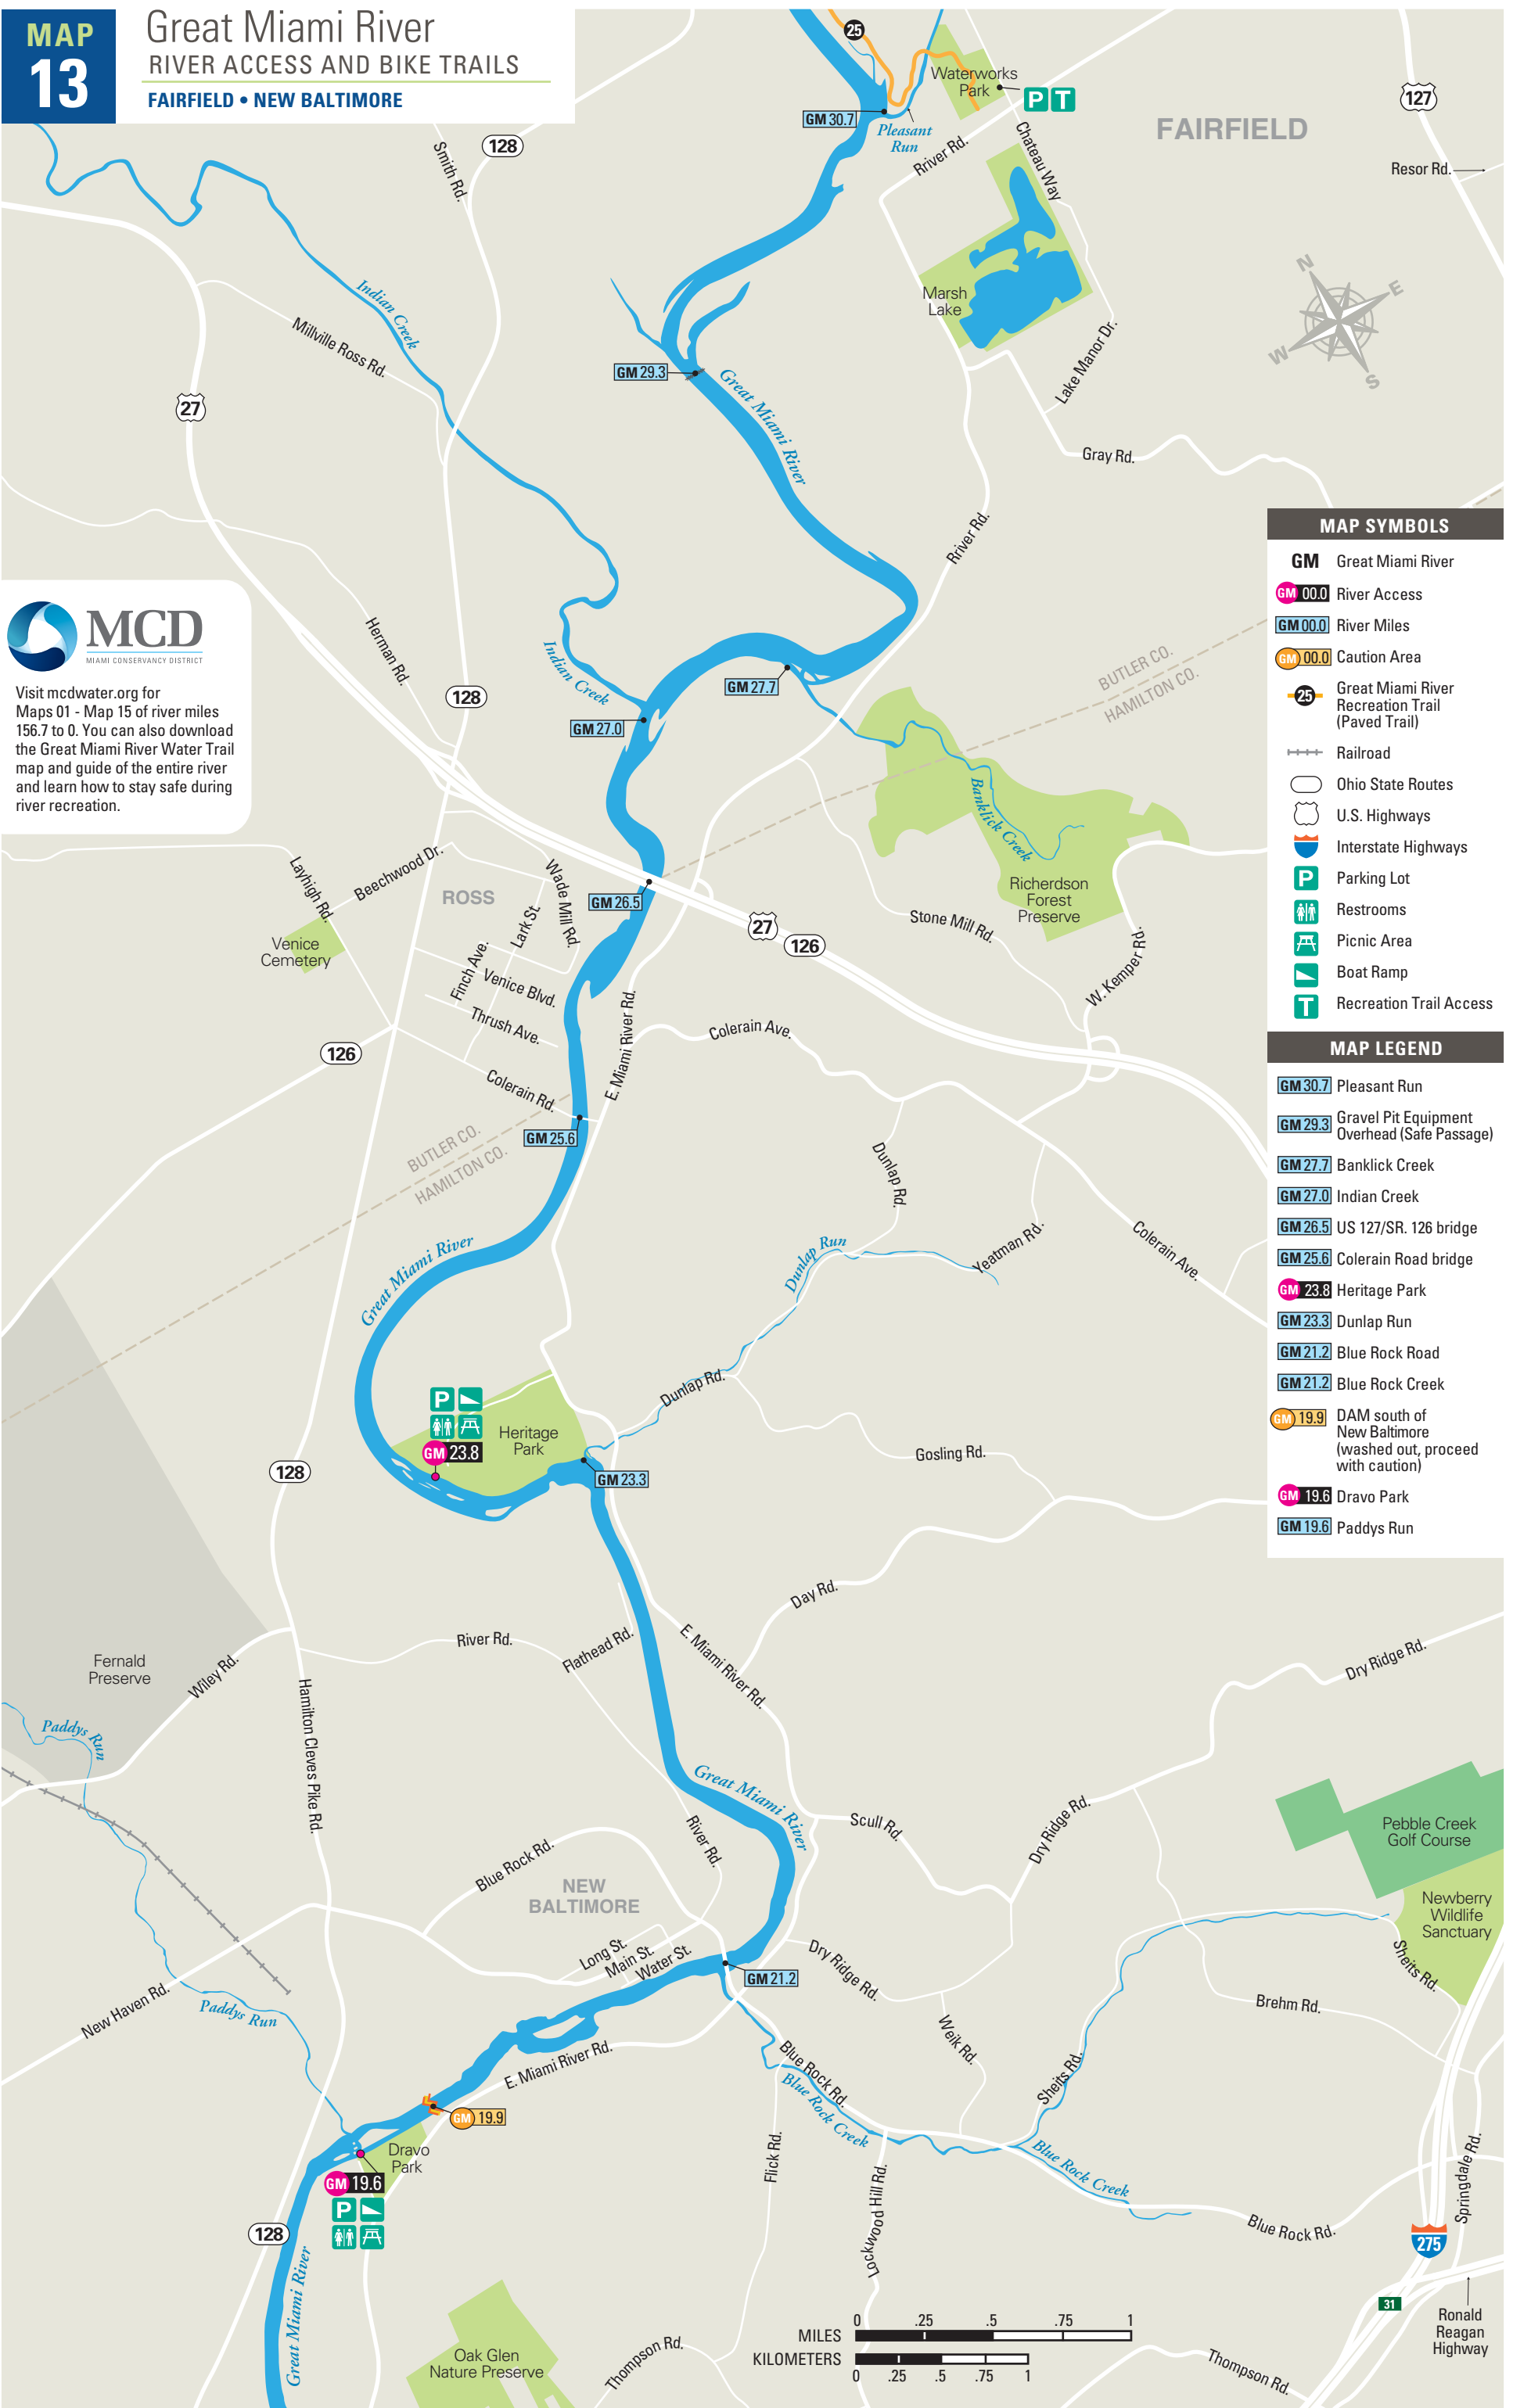 MAP
13
Great Miami River
RIVER ACCESS AND BIKE TRAILS
FAIRFIELD • NEW BALTIMORE
25
Waterworks
Park
P T
GM 30.7
Pleasant
Run
Rriver Rd.
Chateau Way
FAIRFIELD
127
Resor Rd.
128
Smith Rd.
Indian Creek
Millville Ross Rd.
27
Marsh
Lake
Lake Manor Dr.
N
E
W
S
GM 29.3
Great Miami River
Gray Rd.
Rriver Rd.
MCD
MIAMI CONSERVANCY DISTRICT
Visit mcdwater.org for
Maps 01 - Map 15 of river miles
156.7 to 0. You can also download
the Great Miami River Water Trail
map and guide of the entire river
and learn how to stay safe during
river recreation.
Herman Rd.
128
Indian Creek
GM 27.7
GM 27.0
BUTLER CO.
HAMILTON CO.
Banklick Creek
Richerdson
Forest
Preserve
Layhigh Rd.
Beechwood Dr.
ROSS
Wade Mill Rd.
Lark St.
Finch Ave.
Venice Blvd.
Thrush Ave.
Venice
Cemetery
GM 26.5
27
126
Stone Mill Rd.
W. Kemper Rd.
126
E. Miami River Rd.
Colerain Ave.
Colerain Rd.
GM 25.6
BUTLER CO.
HAMILTON CO.
Dunlap Rd.
Dunlap Run
Yeatman Rd.
Colerain Ave.
Great Miami River
P
GM 23.8
Heritage
Park
Dunlap Rd.
GM 23.3
Gosling Rd.
128
Day Rd.
Fernald
Preserve
Wiley Rd.
River Rd.
Flathead Rd.
E. Miami River Rd.
Dry Ridge Rd.
Paddys Run
Hamilton Cleves Pike Rd.
Great Miami River
Scull Rd.
Dry Ridge Rd.
River Rd.
Blue Rock Rd.
NEW
BALTIMORE
Pebble Creek
Golf Course
Newberry
Wildlife
Sanctuary
Sheits Rd.
Long St.
Main St.
Water St.
GM 21.2
Dry Ridge Rd.
Brehm Rd.
New Haven Rd.
Paddys Run
E. Miami River Rd.
Weik Rd.
Blue Rock Rd.
Blue Rock Creek
Sheits Rd.
GM 19.9
Dravo
Park
GM 19.6
P
Flick Rd.
Lockwood Hill Rd.
Blue Rock Creek
Blue Rock Rd.
Springdale Rd.
128
Great Miami River
275
31
Ronald
Reagan
Highway
Oak Glen
Nature Preserve
Thompson Rd.
0 .25 .5 .75 1
MILES
KILOMETERS
0 .25 .5 .75 1
Thompson Rd.
MAP SYMBOLS
GM Great Miami River
GM 00.0 River Access
GM 00.0 River Miles
GM 00.0 Caution Area
25 Great Miami River
Recreation Trail
(Paved Trail)
Railroad
Ohio State Routes
U.S. Highways
Interstate Highways
P Parking Lot
Restrooms
Picnic Area
Boat Ramp
T Recreation Trail Access
MAP LEGEND
GM 30.7 Pleasant Run
GM 29.3 Gravel Pit Equipment
Overhead (Safe Passage)
GM 27.7 Banklick Creek
GM 27.0 Indian Creek
GM 26.5 US 127/SR. 126 bridge
GM 25.6 Colerain Road bridge
GM 23.8 Heritage Park
GM 23.3 Dunlap Run
GM 21.2 Blue Rock Road
GM 21.2 Blue Rock Creek
GM 19.9 DAM south of
New Baltimore
(washed out, proceed
with caution)
GM 19.6 Dravo Park
GM 19.6 Paddys Run